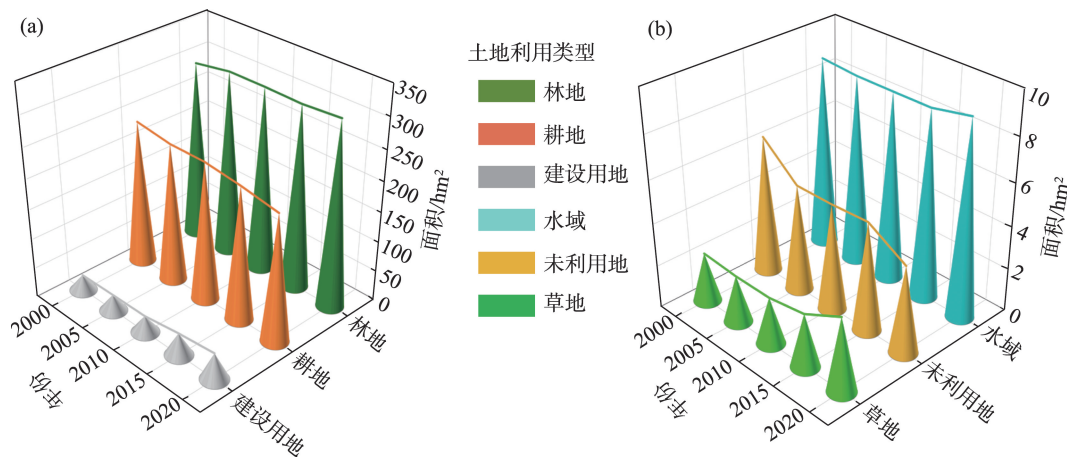 (a)
350
300
250
200
150
100
50
0
面积/hm²
2000
2005
2010
2015
2020
年份
林地
耕地
建设用地
土地利用类型
林地
耕地
建设用地
水域
未利用地
草地
(b)
10
8
6
4
2
0
面积/hm²
2000
2005
2010
2015
2020
年份
水域
未利用地
草地